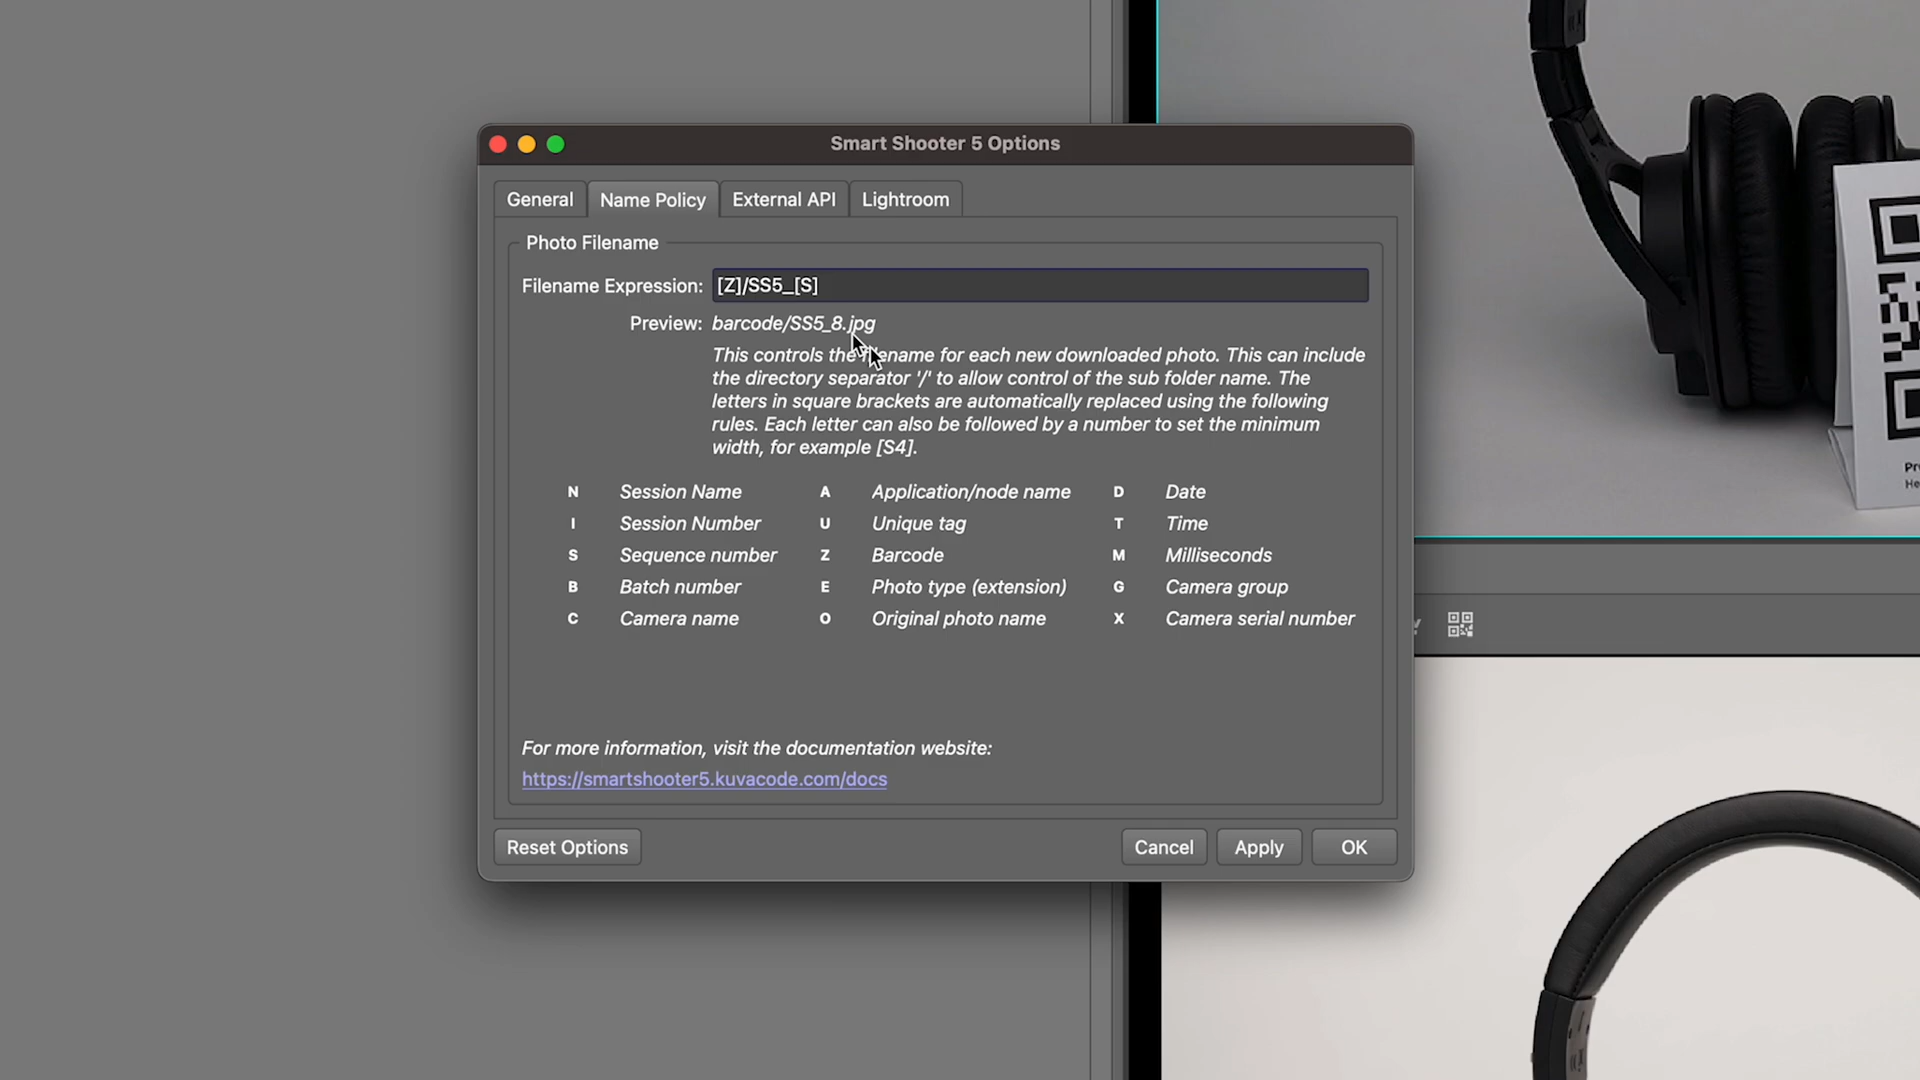 Smart Shooter 5 Options
General
Name Policy
External API
Lightroom
Photo Filename
Filename Expression:
[Z]/SS5_[S]
Preview:
barcode/SS5_8.jpg
This controls the filename for each new downloaded photo. This can include
the directory separator '/' to allow control of the sub folder name. The
letters in square brackets are automatically replaced using the following
rules. Each letter can also be followed by a number to set the minimum
width, for example [S4].
N Session Name A Application/node name D Date
I Session Number U Unique tag T Time
S Sequence number Z Barcode M Milliseconds
B Batch number E Photo type (extension) G Camera group
C Camera name O Original photo name X Camera serial number
For more information, visit the documentation website:
https://smartshooter5.kuvacode.com/docs
Reset Options
Cancel
Apply
OK